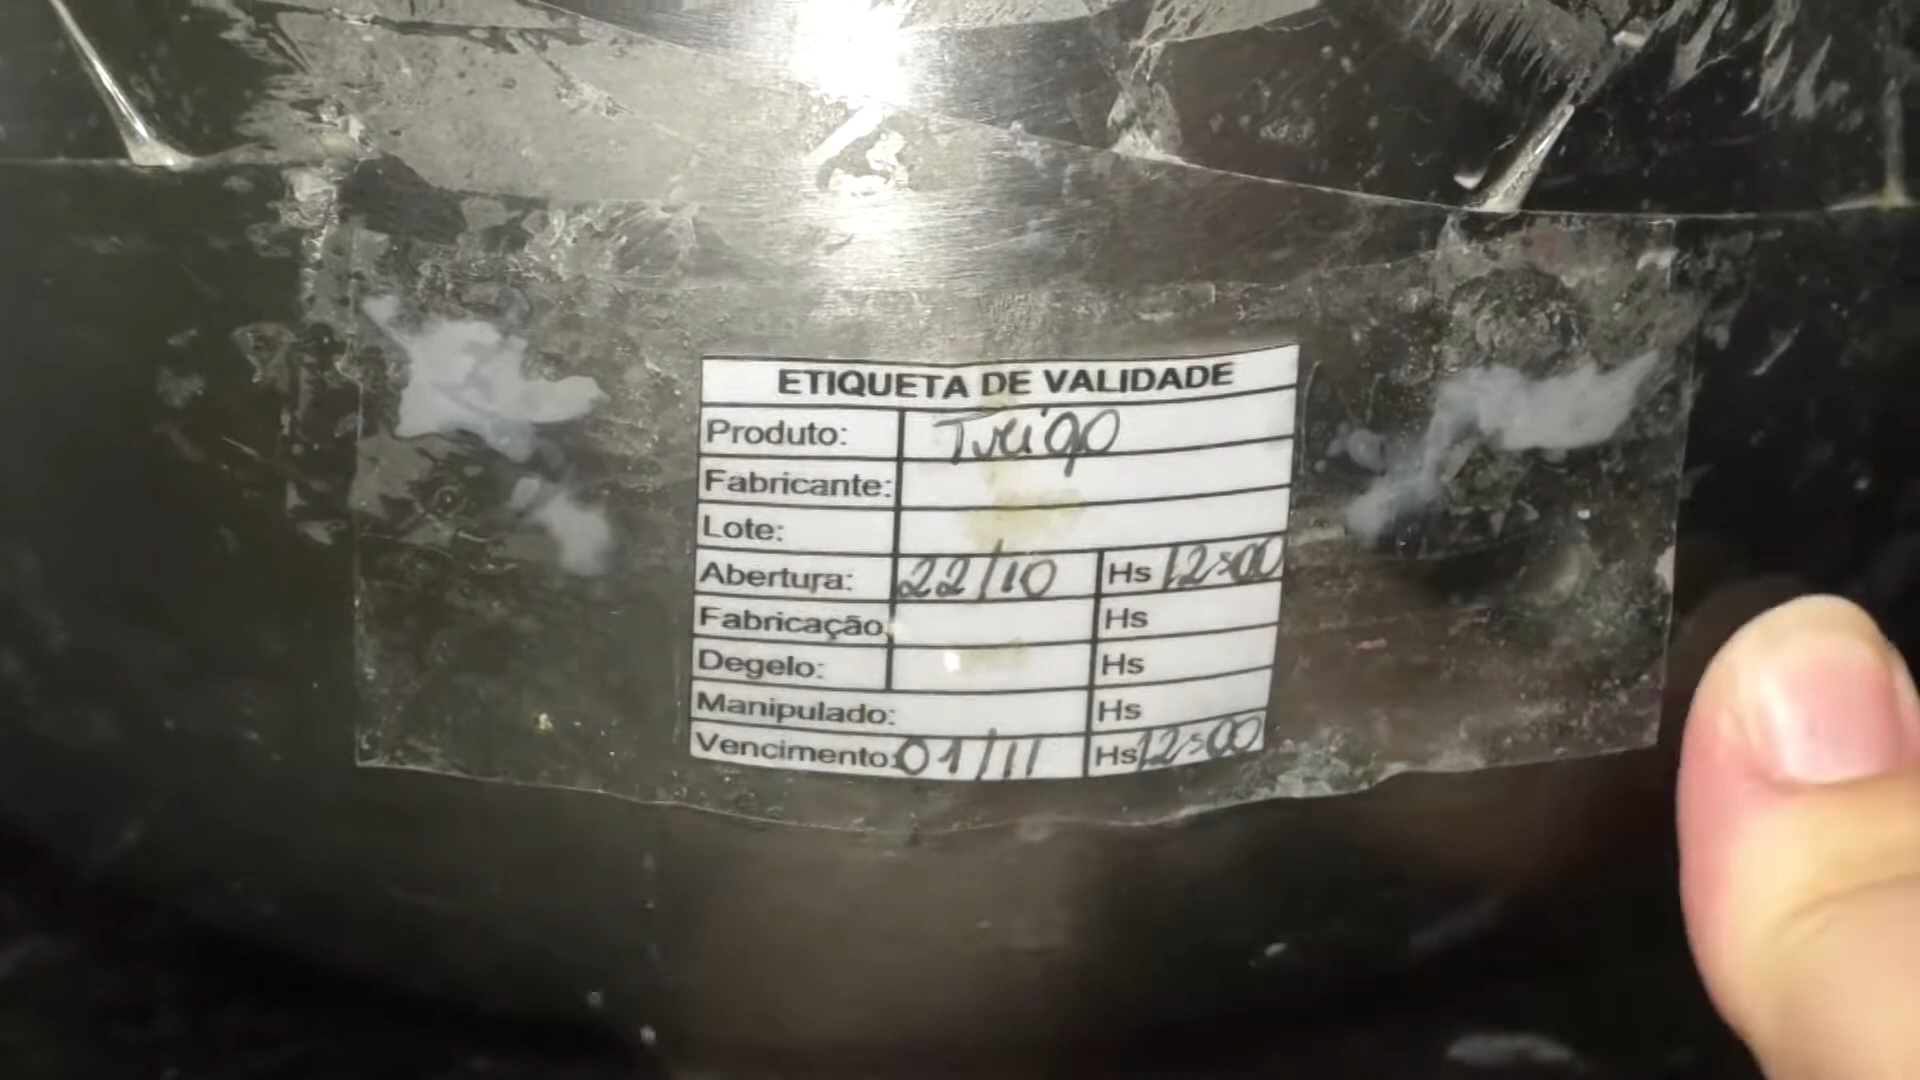 ETIQUETA DE VALIDADE
Produto: Trigo
Fabricante:
Lote:
Abertura: 22/10 Hs 12:00
Fabricação Hs
Degelo: Hs
Manipulado: Hs
Vencimento: 01/11 Hs 12:00